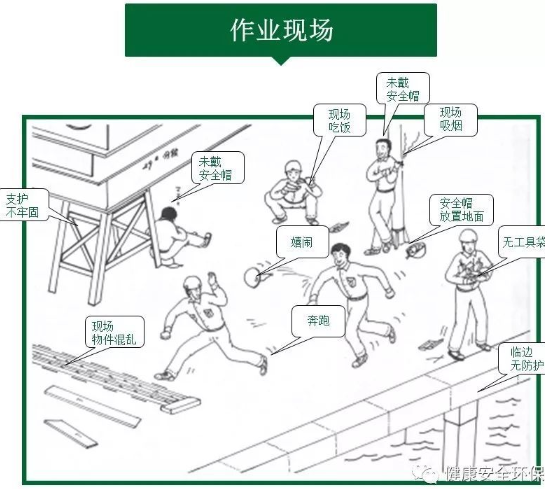 作业现场
未戴
安全帽
现场
吃饭
现场
吸烟
未戴
安全帽
支护
不牢固
安全帽
放置地面
嬉闹
无工具袋
现场
物件混乱
奔跑
临边
无防护
健康安全环保